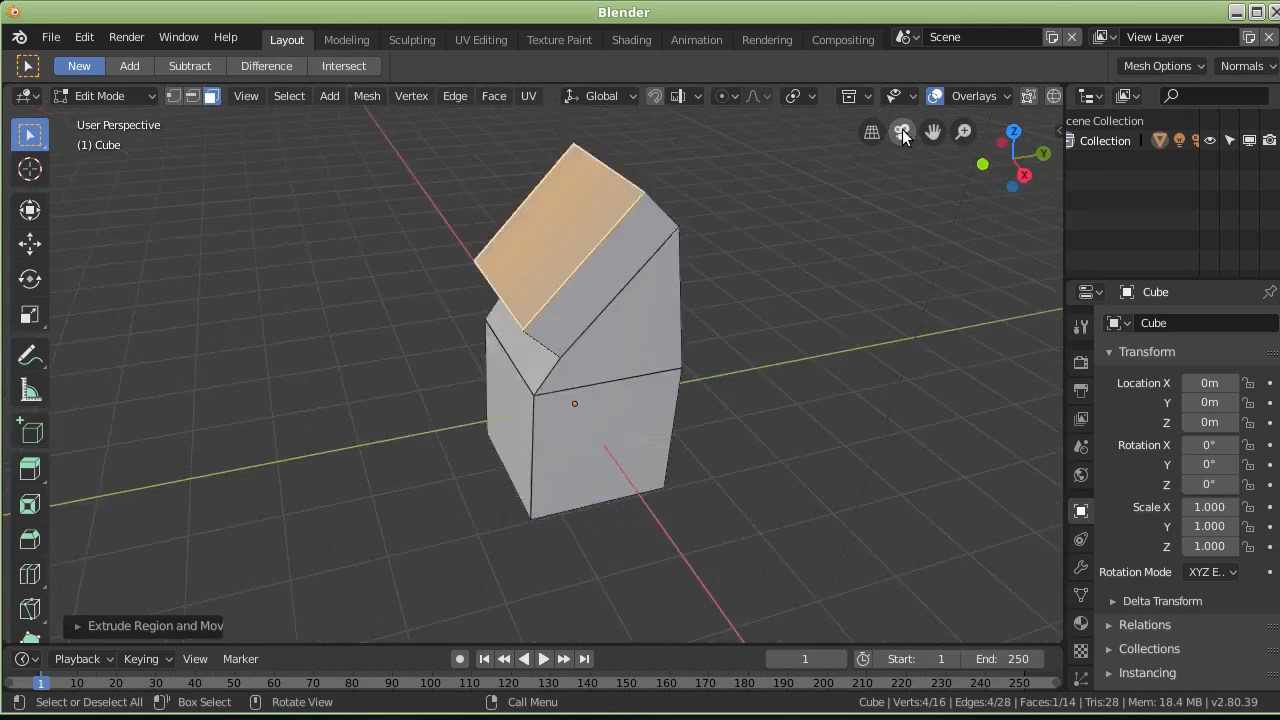 Blender
File Edit Render Window Help Layout Modeling Sculpting UV Editing Texture Paint Shading Animation Rendering Compositing Scene View Layer
New Add Subtract Difference Intersect Mesh Options Normals
Edit Mode View Select Add Mesh Vertex Edge Face UV Global Overlays
User Perspective
(1) Cube
Z
Y
X
cene Collection
Collection
Cube
Cube
Transform
Location X 0m
Y 0m
Z 0m
Rotation X 0°
Y 0°
Z 0°
Scale X 1.000
Y 1.000
Z 1.000
Rotation Mode XYZ E..
Delta Transform
Relations
Collections
Instancing
Extrude Region and Mov
Playback Keying View Marker 1 Start: 1 End: 250
1 10 20 30 40 50 60 70 80 90 100 110 120 130 140 150 160 170 180 190 200 210 220 230 240 250
Select or Deselect All Box Select Rotate View Call Menu Cube | Verts:4/16 | Edges:4/28 | Faces:1/14 | Tris:28 | Mem: 18.4 MB | v2.80.39